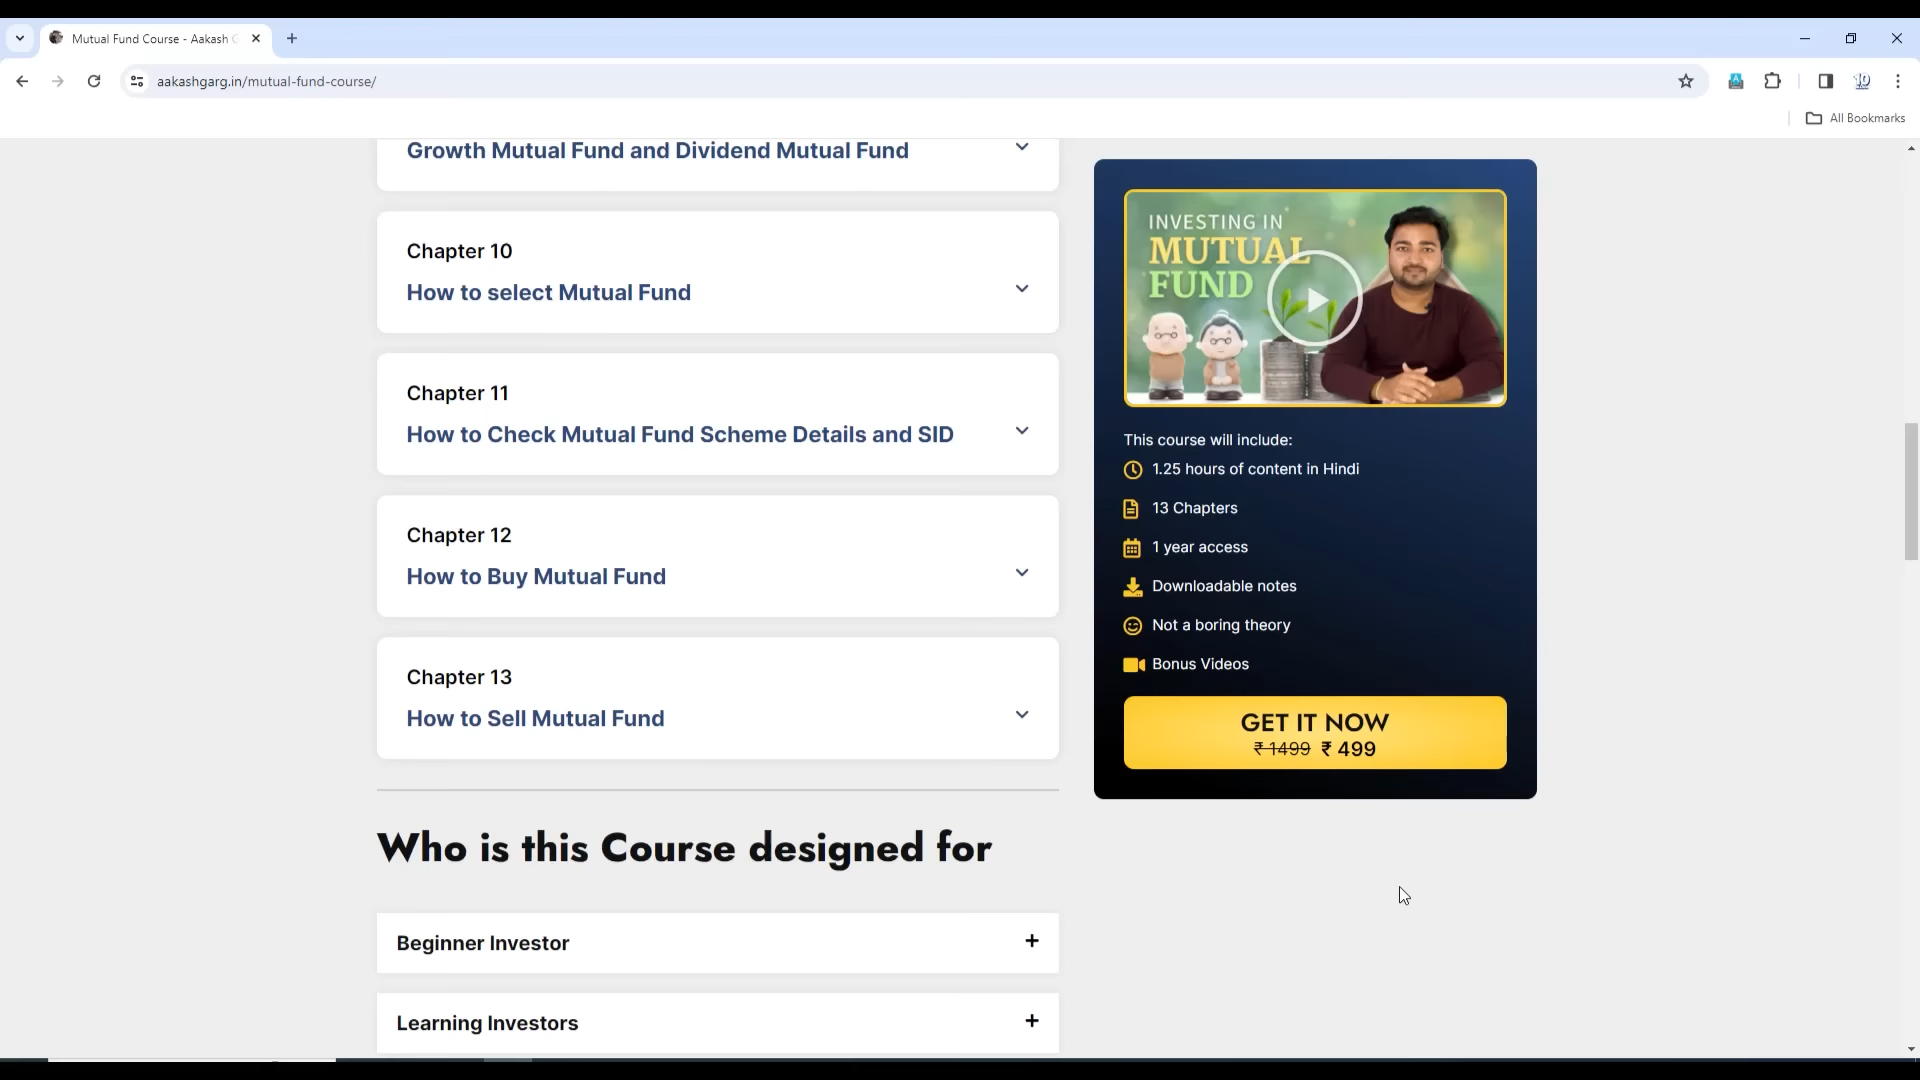 Mutual Fund Course - Aakash G
aakashgarg.in/mutual-fund-course/
All Bookmarks
Growth Mutual Fund and Dividend Mutual Fund
Chapter 10
How to select Mutual Fund
Chapter 11
How to Check Mutual Fund Scheme Details and SID
Chapter 12
How to Buy Mutual Fund
Chapter 13
How to Sell Mutual Fund
Who is this Course designed for
Beginner Investor
Learning Investors
INVESTING IN
MUTUAL
FUND
This course will include:
1.25 hours of content in Hindi
13 Chapters
1 year access
Downloadable notes
Not a boring theory
Bonus Videos
GET IT NOW
₹ 1499 ₹ 499